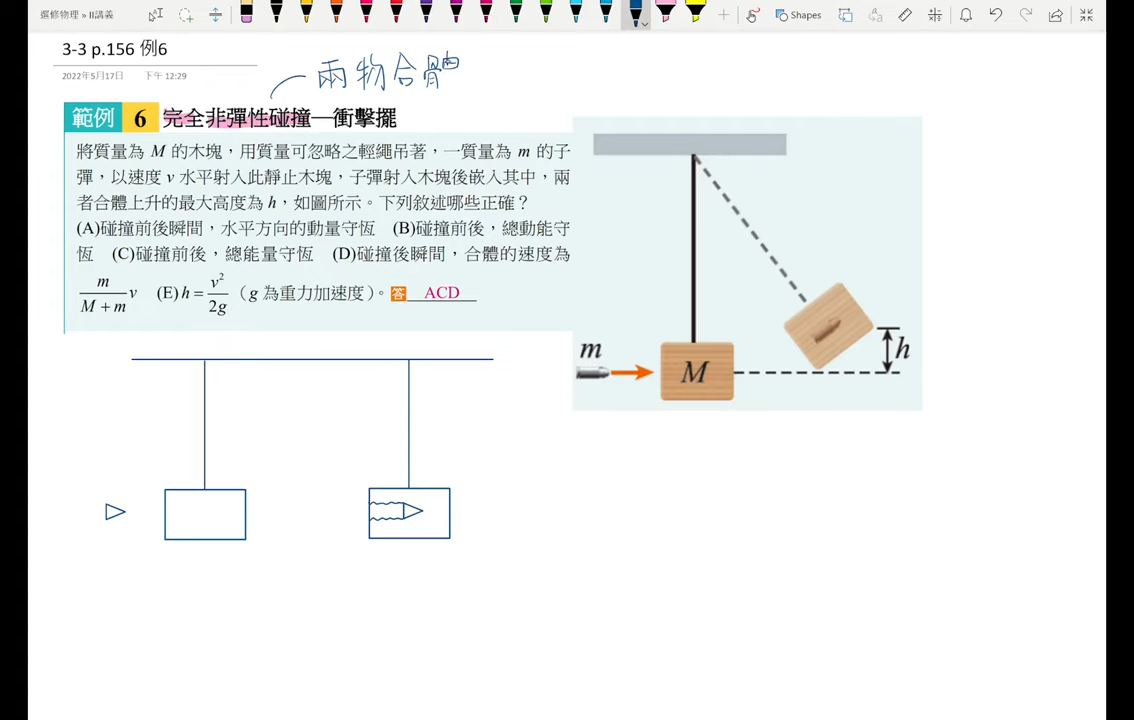 選修物理 » II講義
Shapes
3-3 p.156 例6
2022年5月17日 下午 12:29
兩物合體
範例 6 完全非彈性碰撞—衝擊擺
將質量為 M 的木塊，用質量可忽略之輕繩吊著，一質量為 m 的子
彈，以速度 v 水平射入此靜止木塊，子彈射入木塊後嵌入其中，兩
者合體上升的最大高度為 h，如圖所示。下列敘述哪些正確？
(A)碰撞前後瞬間，水平方向的動量守恆 (B)碰撞前後，總動能守
恆 (C)碰撞前後，總能量守恆 (D)碰撞後瞬間，合體的速度為
m/(M+m) v (E) h = v²/2g （g 為重力加速度）。答 ACD
m
M
h